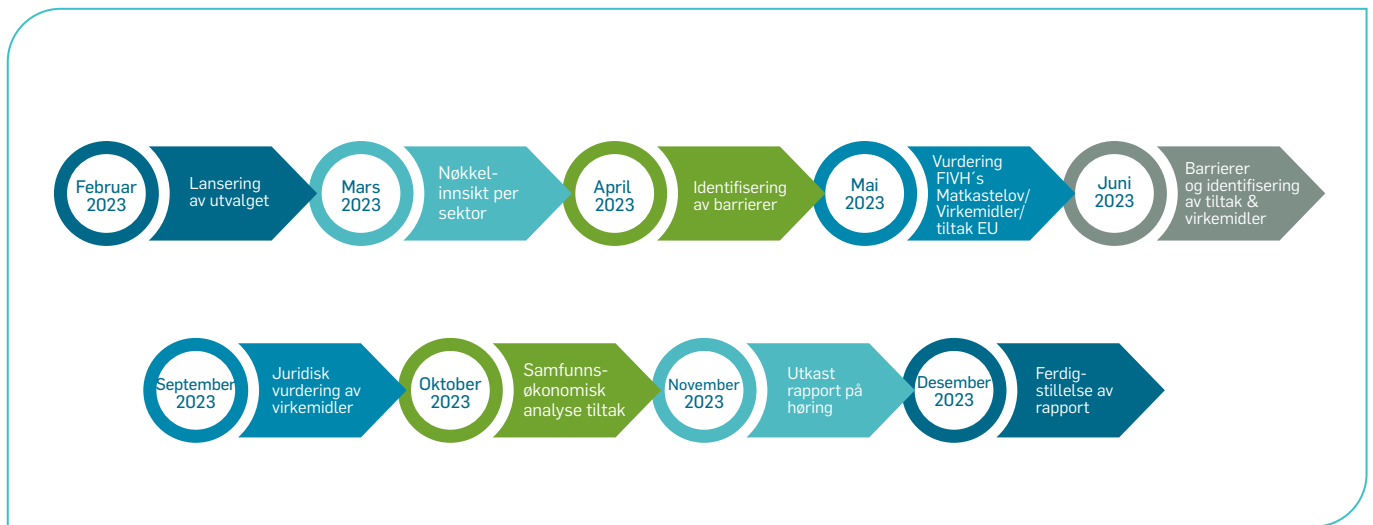 Februar
2023
Lansering
av utvalget
Mars
2023
Nøkkel-
innsikt per
sektor
April
2023
Identifisering
av barrierer
Mai
2023
Vurdering
FIVH´s
Matkastelov/
Virkemidler/
tiltak EU
Juni
2023
Barrierer
og identifisering
av tiltak &
virkemidler
September
2023
Juridisk
vurdering av
virkemidler
Oktober
2023
Samfunns-
økonomisk
analyse tiltak
November
2023
Utkast
rapport på
høring
Desember
2023
Ferdig-
stillelse av
rapport